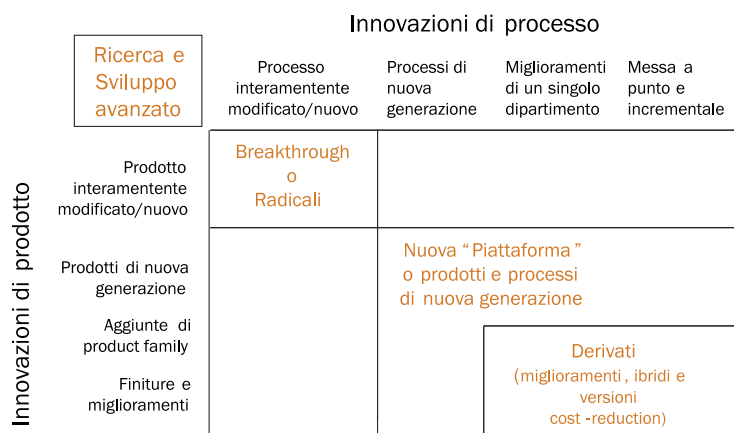 Innovazioni di processo
Ricerca e
Sviluppo
avanzato
Processo
interamentente
modificato/nuovo
Processi di
nuova
generazione
Miglioramenti
di un singolo
dipartimento
Messa a
punto e
incrementale
Innovazioni di prodotto
Prodotto
interamentente
modificato/nuovo
Breakthrough
o
Radicali
Prodotti di nuova
generazione
Nuova "Piattaforma"
o prodotti e processi
di nuova generazione
Aggiunte di
product family
Finiture e
miglioramenti
Derivati
(miglioramenti, ibridi e
versioni
cost -reduction)